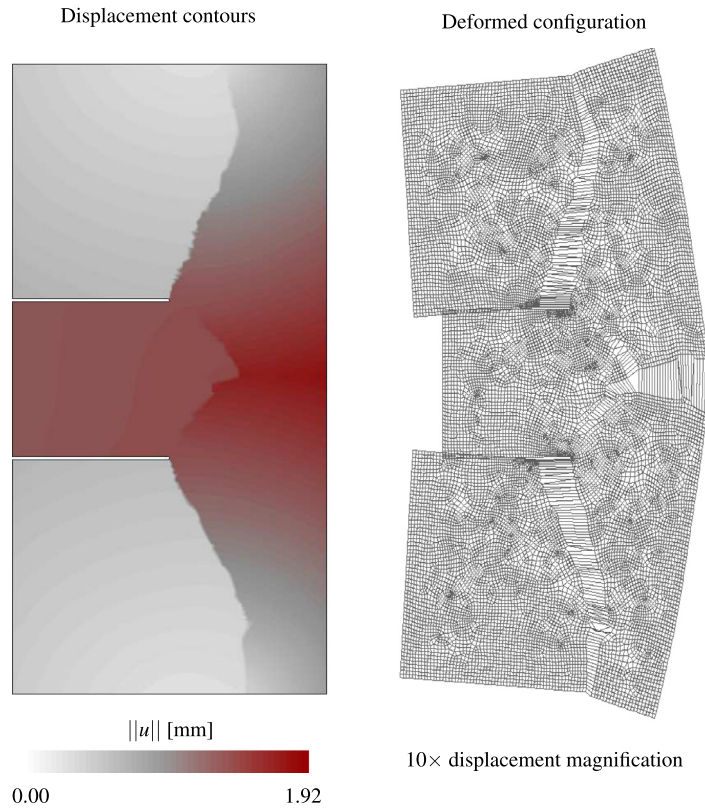 Displacement contours
Deformed configuration
||u|| [mm]
0.00
1.92
10× displacement magnification